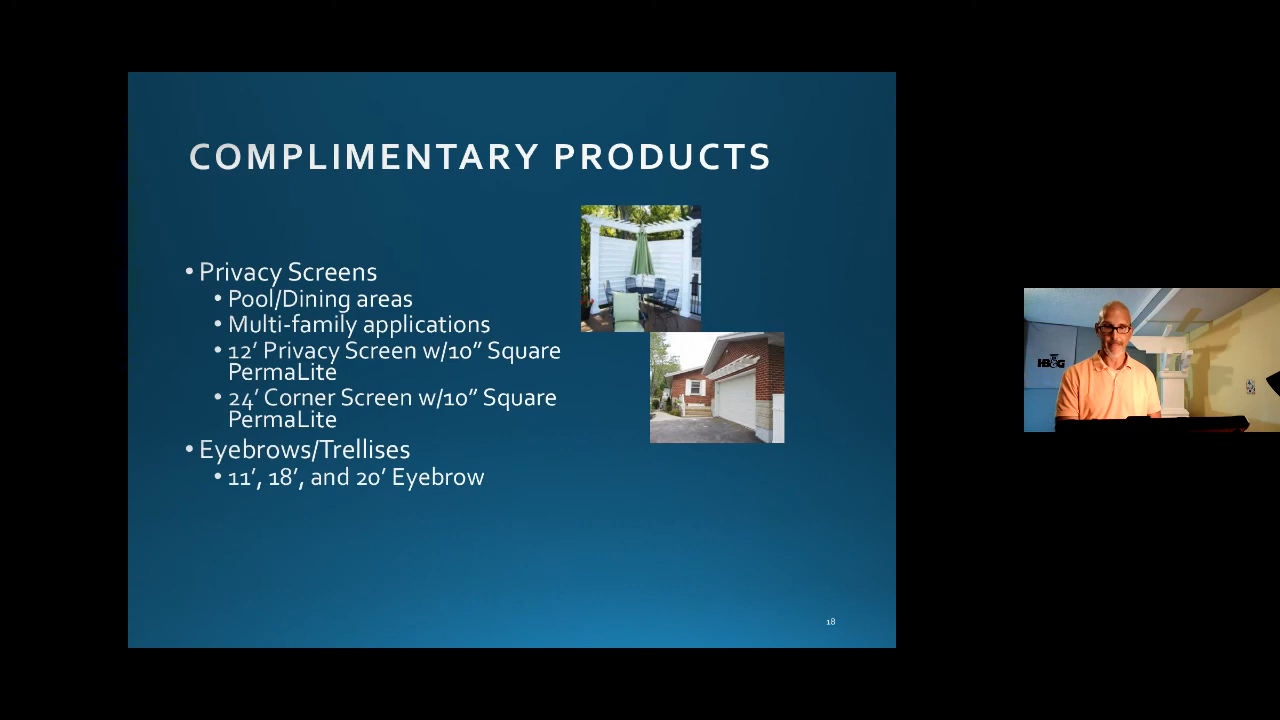 COMPLIMENTARY PRODUCTS
• Privacy Screens
• Pool/Dining areas
• Multi-family applications
• 12’ Privacy Screen w/10” Square
PermaLite
• 24’ Corner Screen w/10” Square
PermaLite
• Eyebrows/Trellises
• 11’, 18’, and 20’ Eyebrow
18
HB&G